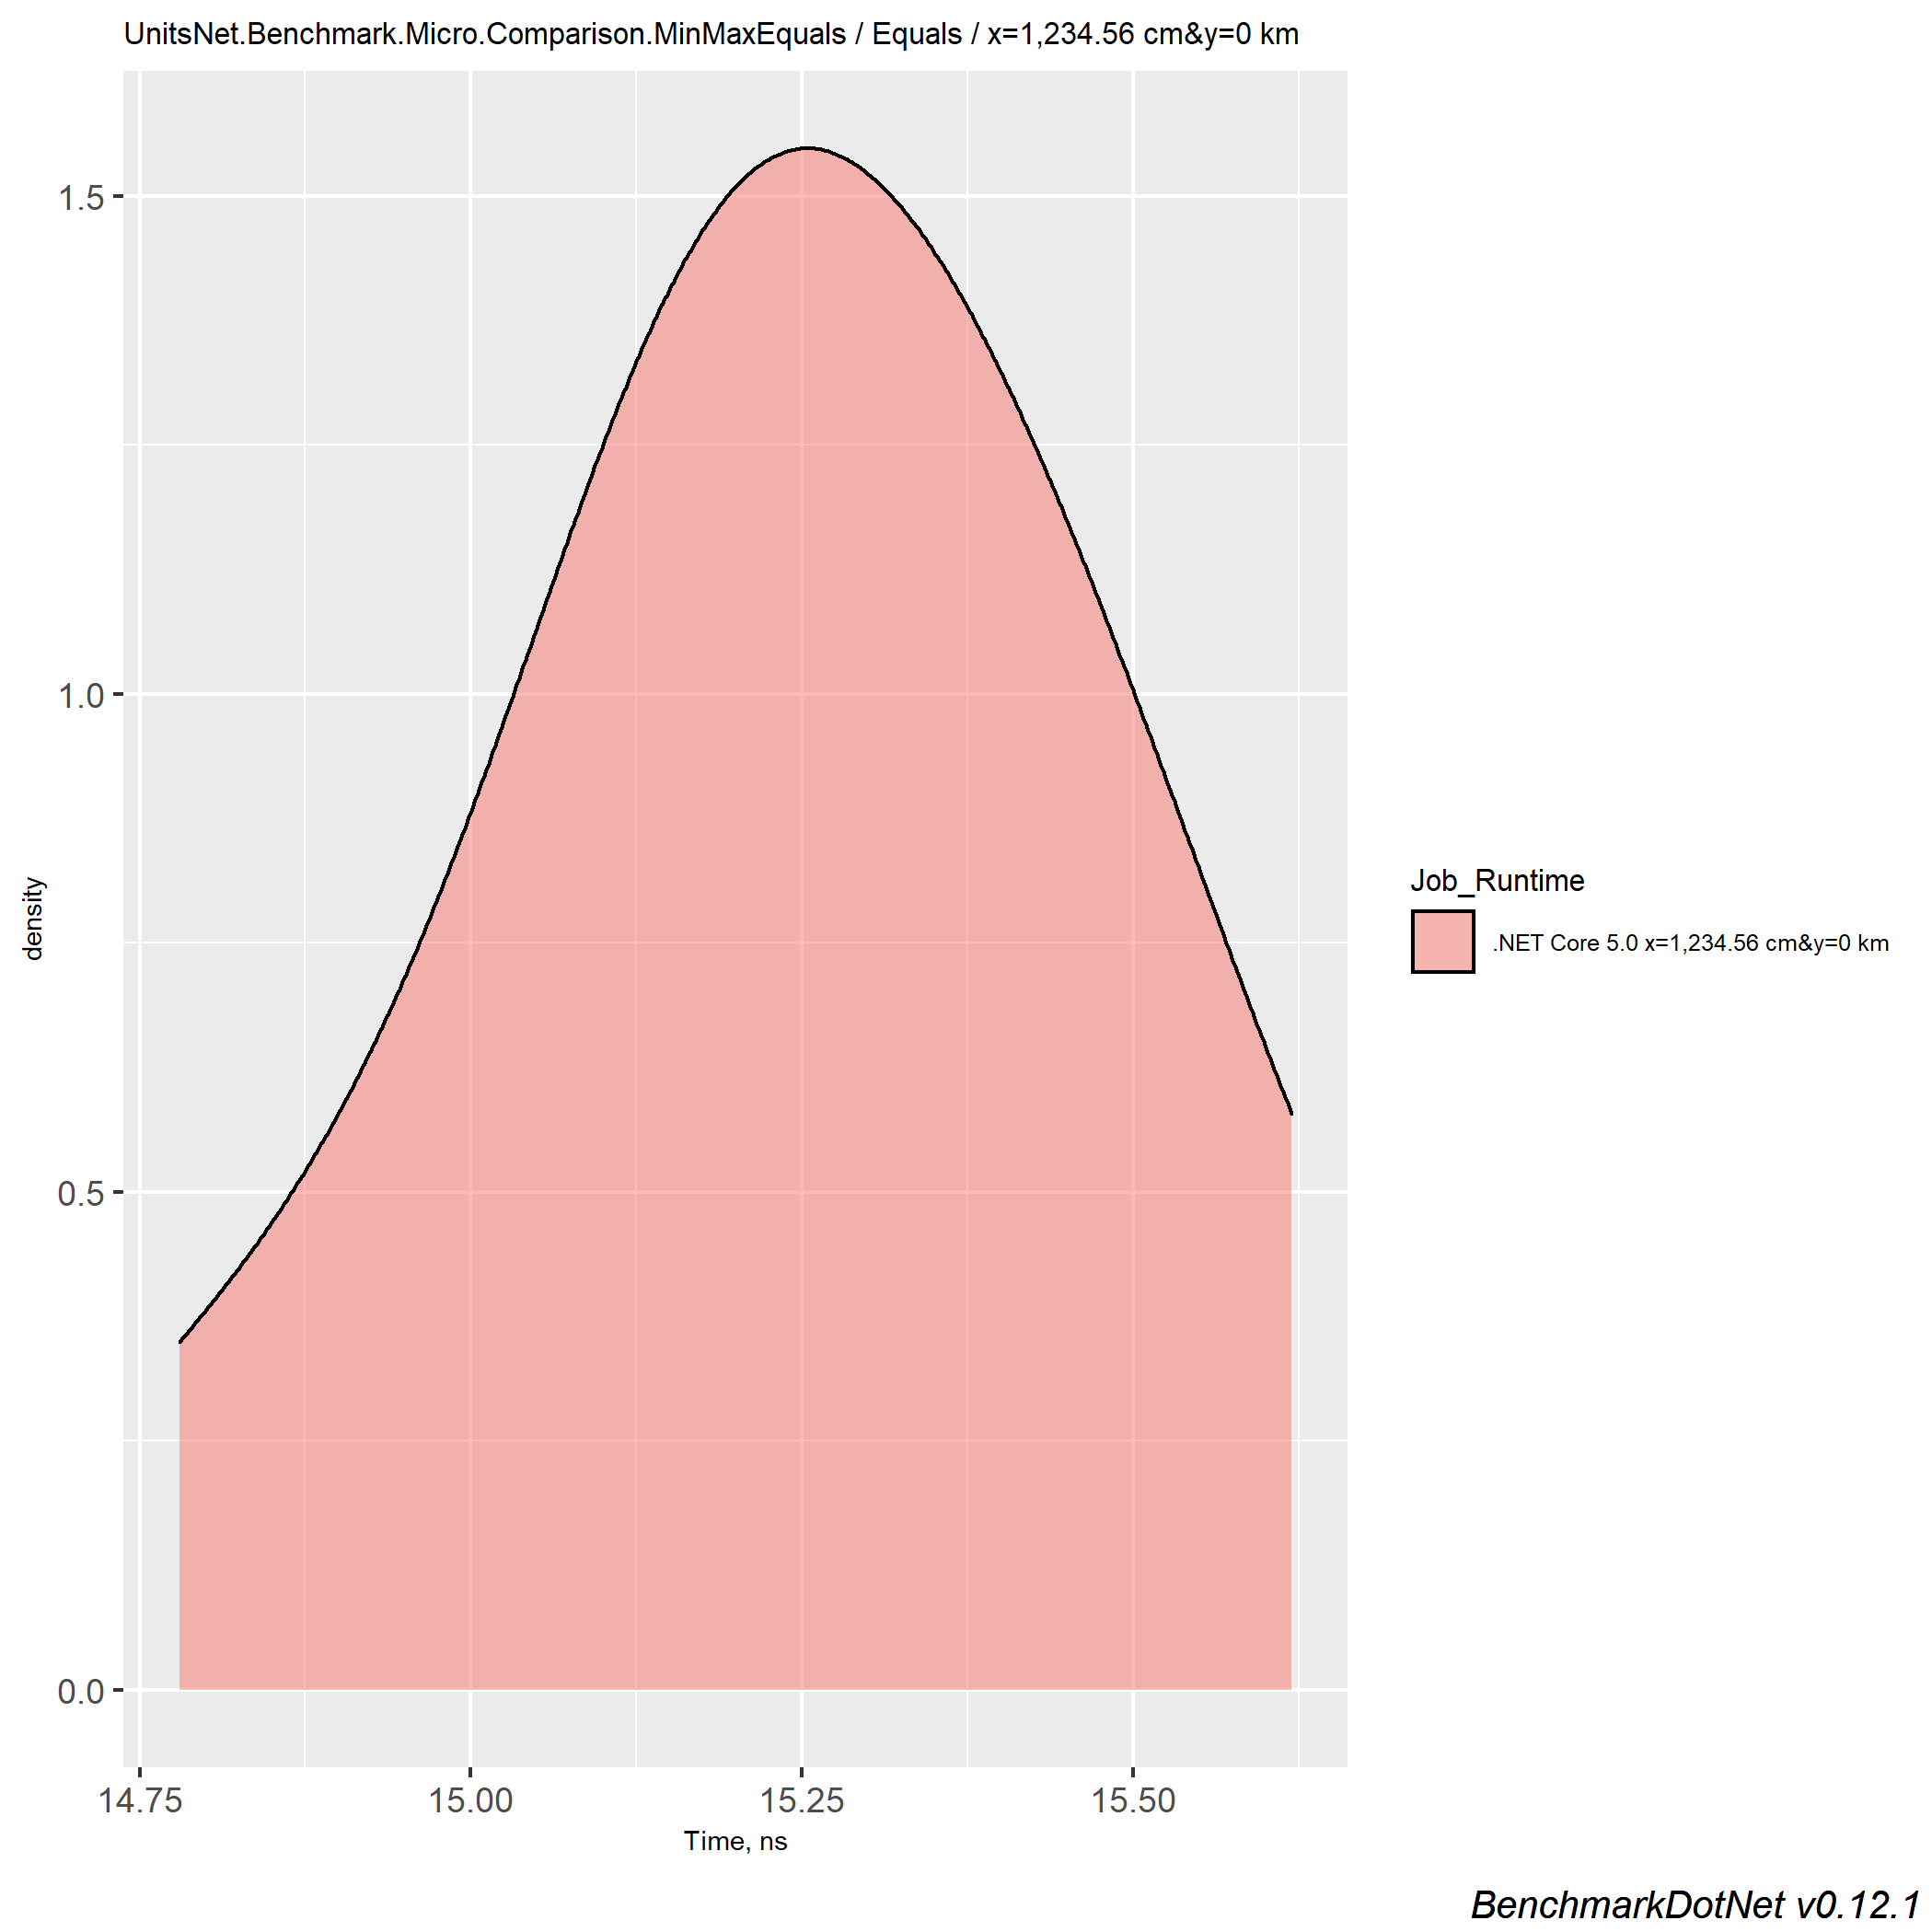 UnitsNet.Benchmark.Micro.Comparison.MinMaxEquals / Equals / x=1,234.56 cm&y=0 km
1.5
1.0
0.5
0.0
density
14.75 15.00 15.25 15.50
Time, ns
Job_Runtime
.NET Core 5.0 x=1,234.56 cm&y=0 km
BenchmarkDotNet v0.12.1